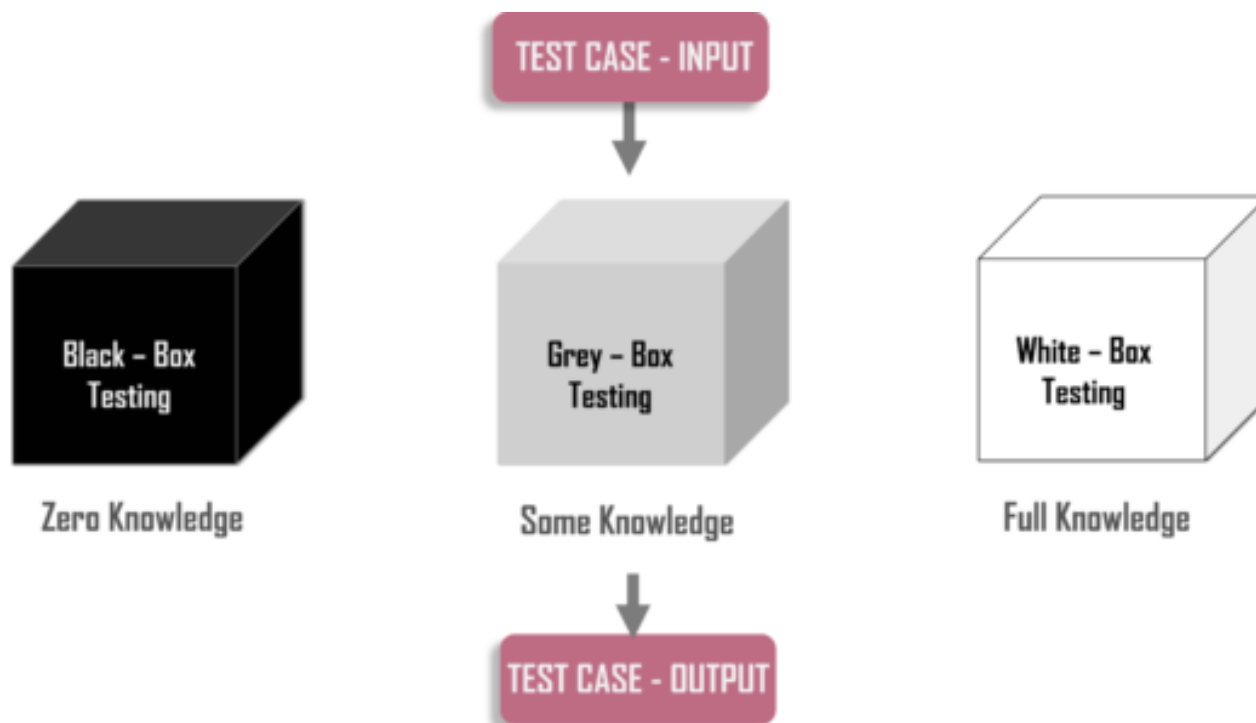 TEST CASE - INPUT
Black – Box
Testing
Grey – Box
Testing
White – Box
Testing
Zero Knowledge
Some Knowledge
Full Knowledge
TEST CASE - OUTPUT